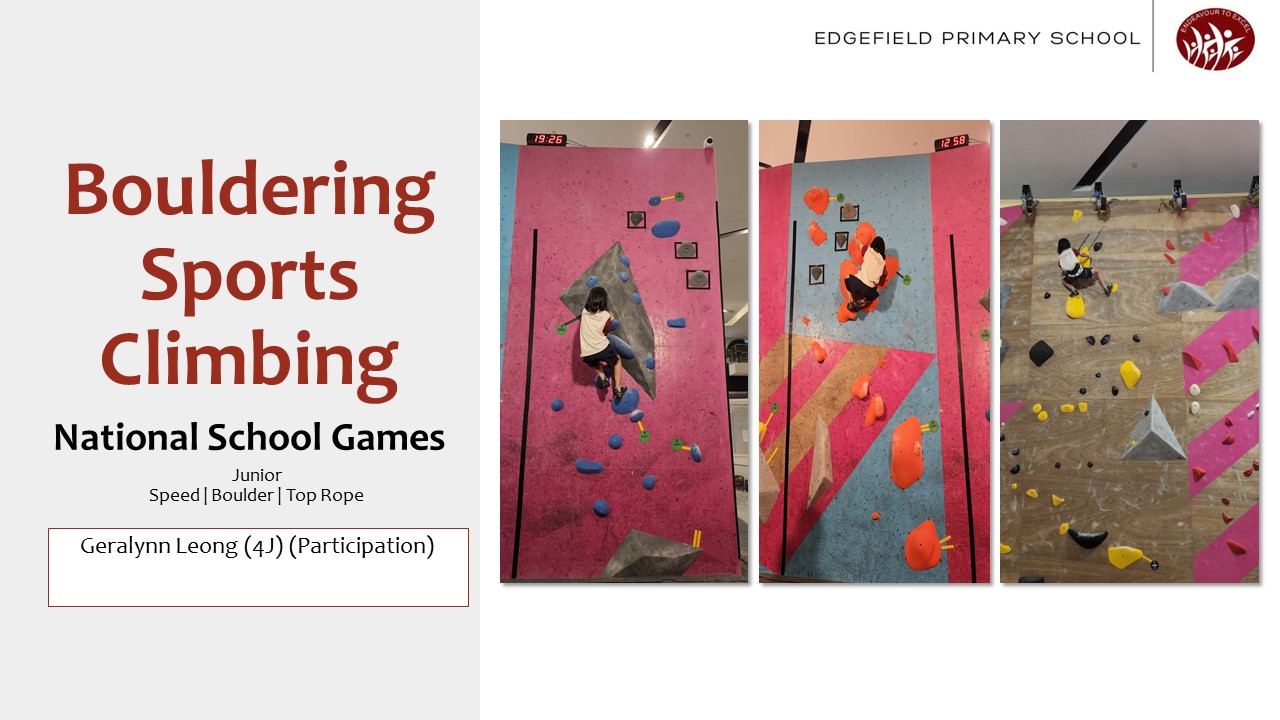 EDGEFIELD PRIMARY SCHOOL
ENDEAVOUR TO EXCEL
Bouldering
Sports
Climbing
National School Games
Junior
Speed | Boulder | Top Rope
Geralynn Leong (4J) (Participation)
19:26
12 58